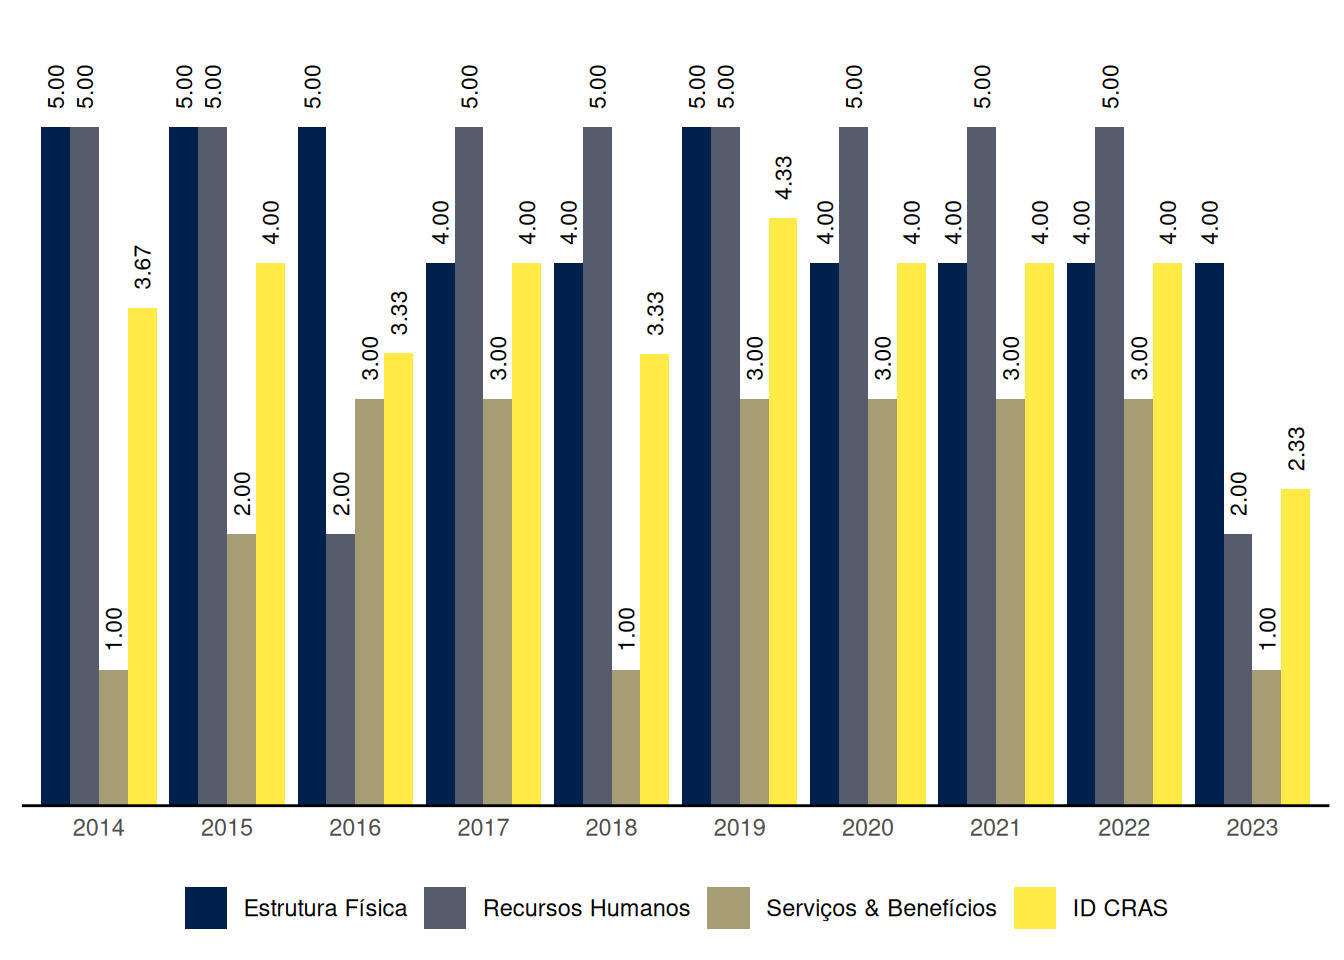 5.00 5.00 1.00 3.67 5.00 5.00 2.00 4.00 5.00 2.00 3.00 3.33 4.00 5.00 3.00 4.00 4.00 5.00 1.00 3.33 5.00 5.00 3.00 4.33 4.00 5.00 3.00 4.00 4.00 5.00 3.00 4.00 4.00 5.00 3.00 4.00 4.00 2.00 1.00 2.33
2014 2015 2016 2017 2018 2019 2020 2021 2022 2023
Estrutura Física Recursos Humanos Serviços & Benefícios ID CRAS